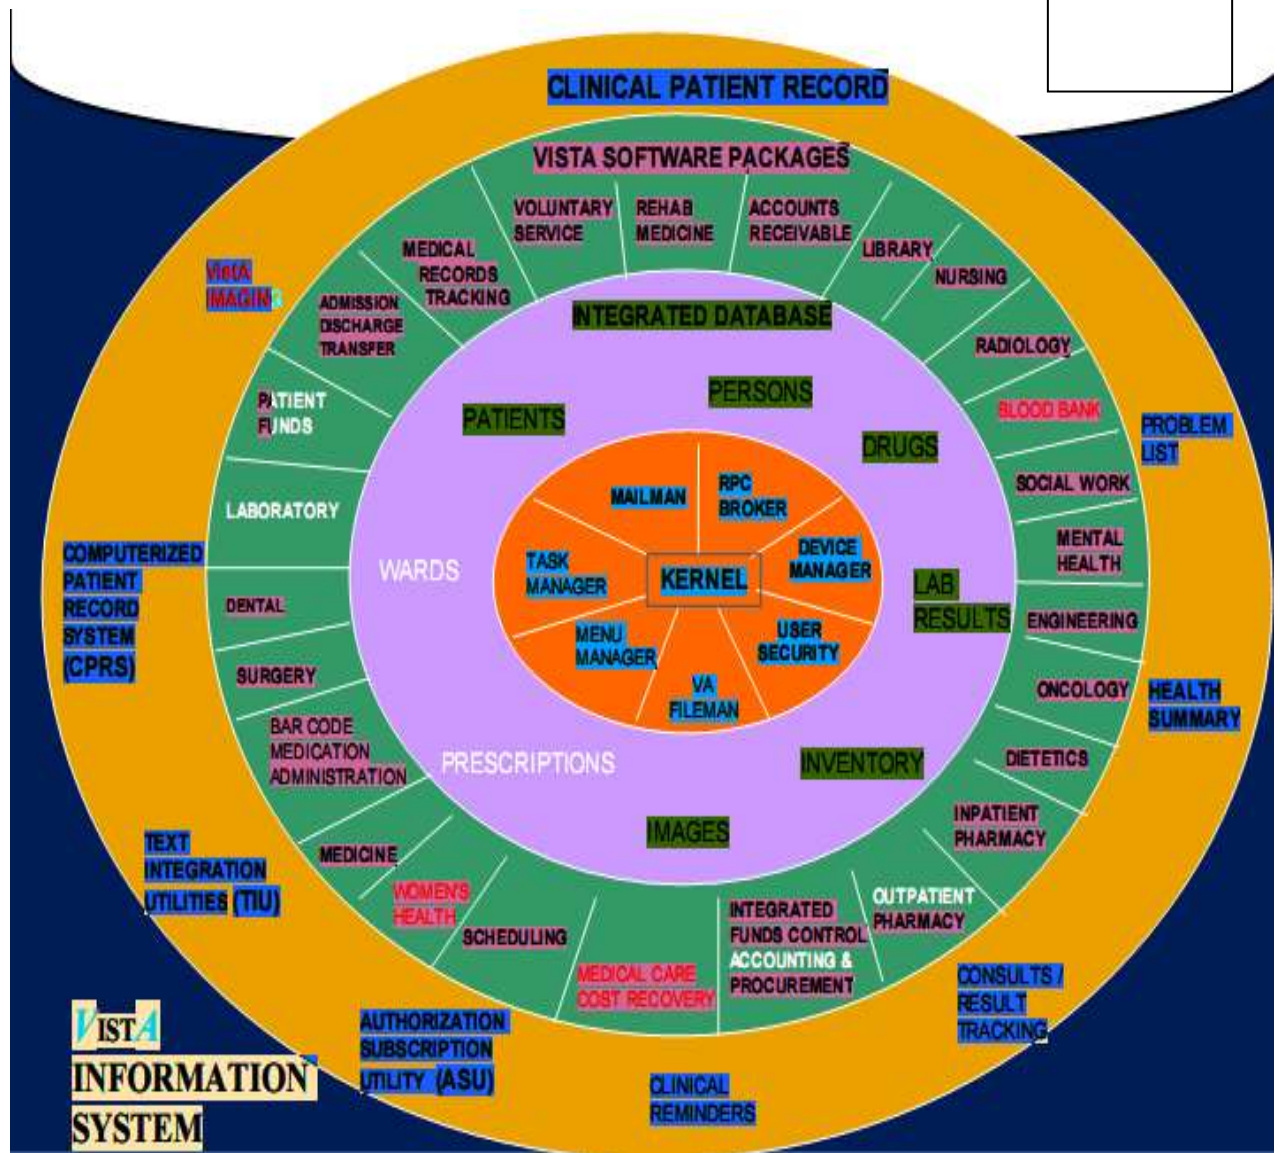 CLINICAL PATIENT RECORD
VISTA SOFTWARE PACKAGES
VOLUNTARY
SERVICE
REHAB
MEDICINE
ACCOUNTS
RECEIVABLE
LIBRARY
NURSING
RADIOLOGY
BLOOD BANK
SOCIAL WORK
MENTAL
HEALTH
ENGINEERING
ONCOLOGY
DIETETICS
INPATIENT
PHARMACY
OUTPATIENT
PHARMACY
INTEGRATED
FUNDS CONTROL
ACCOUNTING &
PROCUREMENT
MEDICAL CARE
COST RECOVERY
SCHEDULING
WOMEN'S
HEALTH
MEDICINE
BAR CODE
MEDICATION
ADMINISTRATION
SURGERY
DENTAL
LABORATORY
PATIENT
FUNDS
ADMISSION
DISCHARGE
TRANSFER
MEDICAL
RECORDS
TRACKING
INTEGRATED DATABASE
PATIENTS
PERSONS
DRUGS
LAB
RESULTS
INVENTORY
IMAGES
PRESCRIPTIONS
WARDS
MAILMAN
RPC
BROKER
DEVICE
MANAGER
USER
SECURITY
VA
FILEMAN
MENU
MANAGER
TASK
MANAGER
KERNEL
VistA
IMAGING
PROBLEM
LIST
HEALTH
SUMMARY
CONSULTS /
RESULT
TRACKING
CLINICAL
REMINDERS
AUTHORIZATION
SUBSCRIPTION
UTILITY (ASU)
TEXT
INTEGRATION
UTILITIES (TIU)
COMPUTERIZED
PATIENT
RECORD
SYSTEM
(CPRS)
VISTA
INFORMATION
SYSTEM